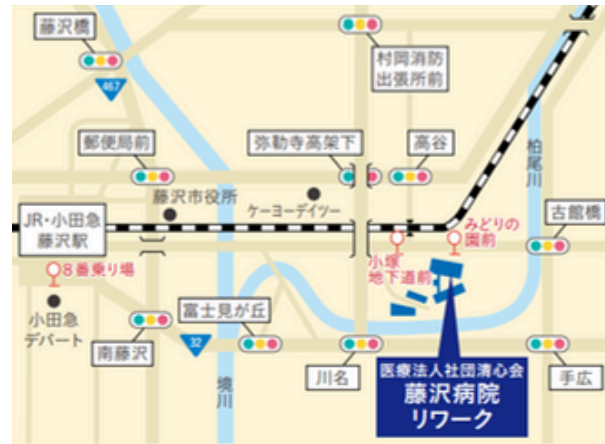 藤沢橋
467
村岡消防
出張所前
郵便局前
弥勒寺高架下
高谷
柏尾川
藤沢市役所
ケーヨーデイツー
JR・小田急
藤沢駅
みどりの
園前
古館橋
8番乗り場
小塚
地下道前
小田急
デパート
南藤沢
32
富士見が丘
境川
川名
医療法人社団清心会
藤沢病院
リワーク
手広